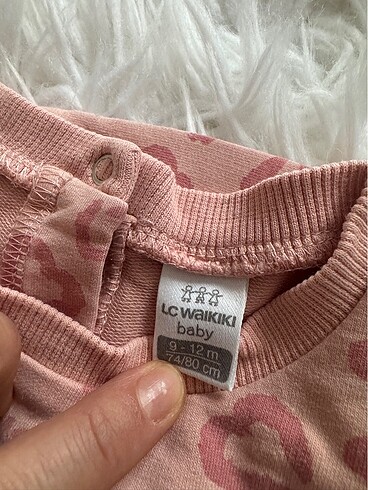 LC WAIKIKI
baby
9 - 12 m
74/80 cm